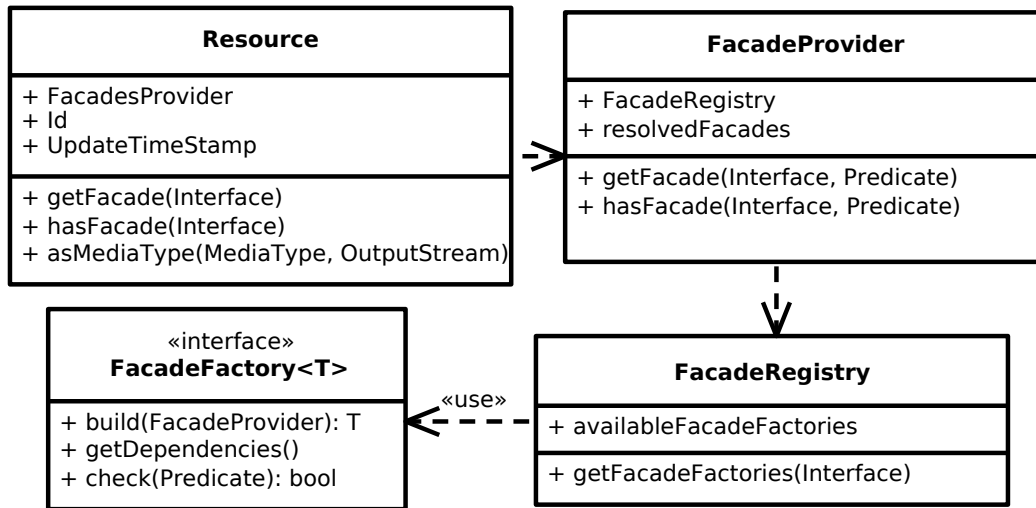 Resource
+ FacadesProvider
+ Id
+ UpdateTimeStamp
+ getFacade(Interface)
+ hasFacade(Interface)
+ asMediaType(MediaType, OutputStream)
FacadeProvider
+ FacadeRegistry
+ resolvedFacades
+ getFacade(Interface, Predicate)
+ hasFacade(Interface, Predicate)
«interface»
FacadeFactory<T>
+ build(FacadeProvider): T
+ getDependencies()
+ check(Predicate): bool
«use»
FacadeRegistry
+ availableFacadeFactories
+ getFacadeFactories(Interface)